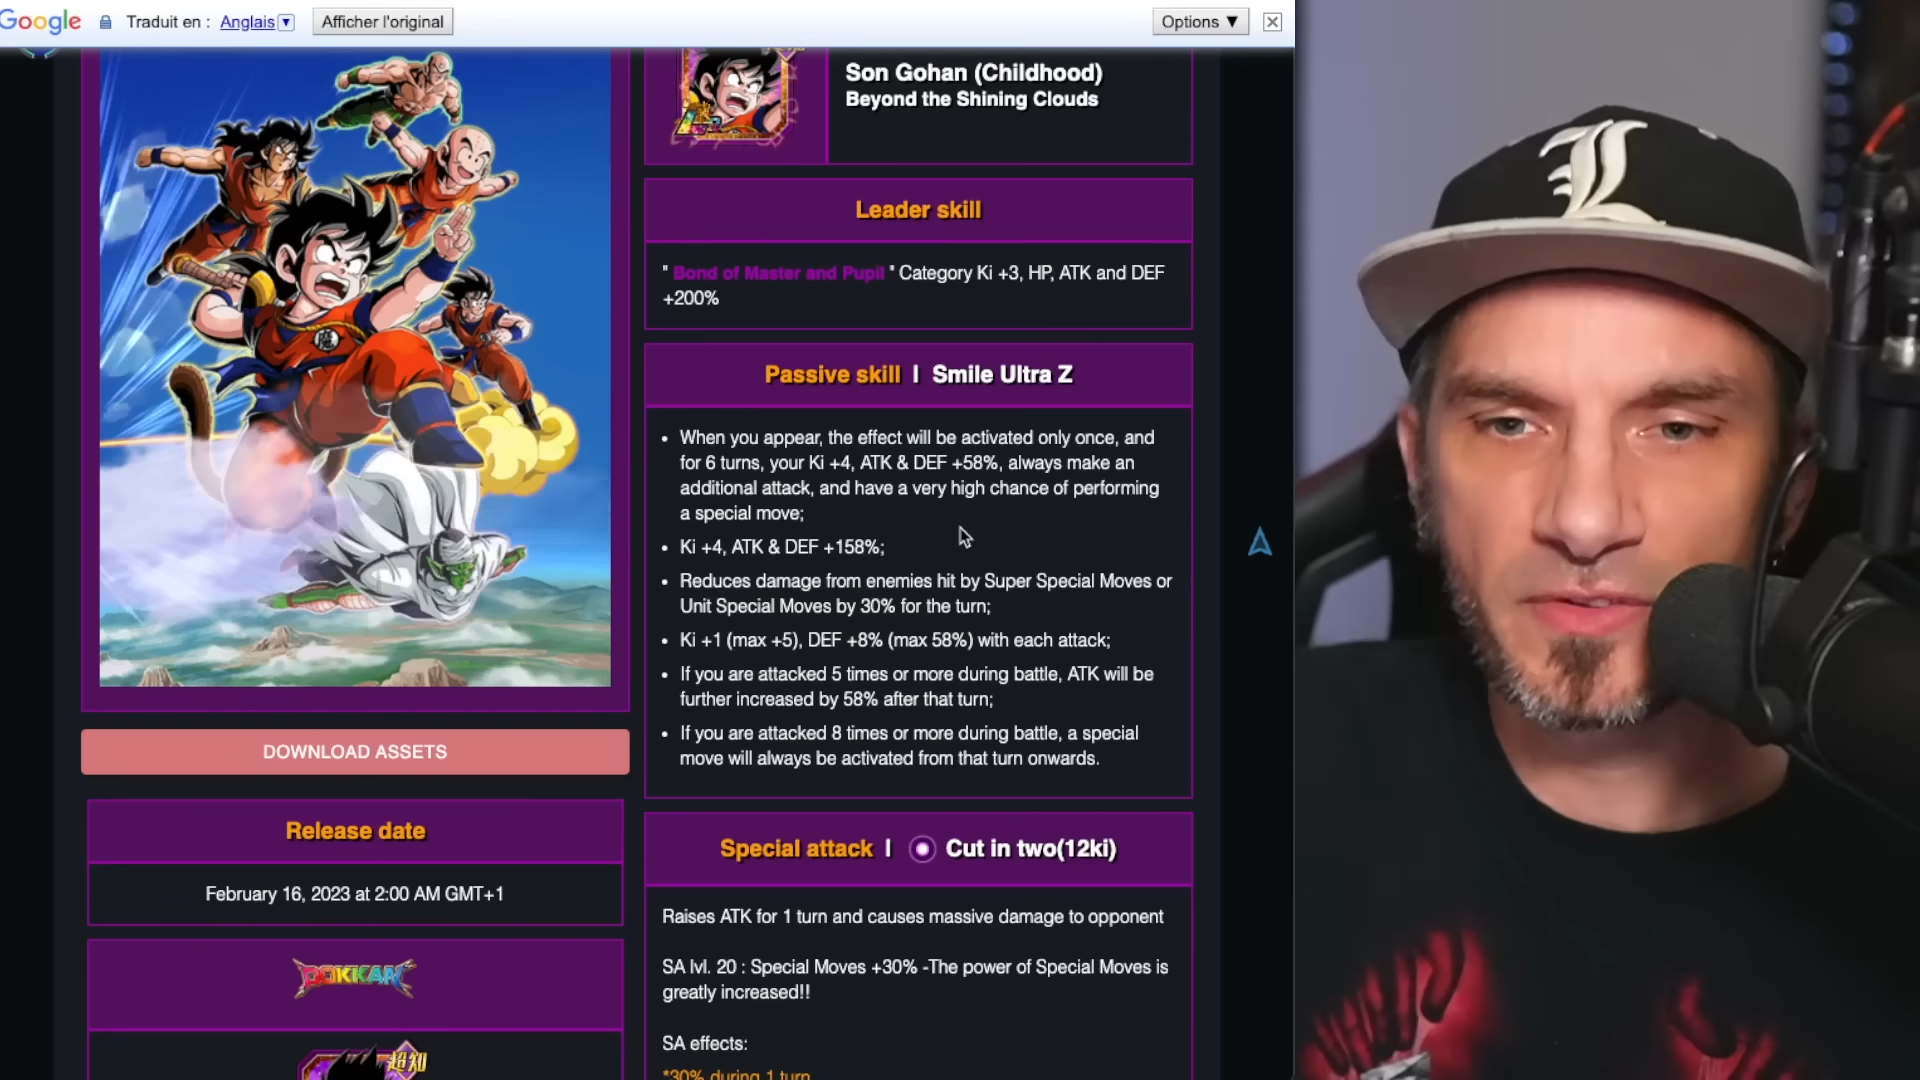 Google Traduit en : Anglais ▼ Afficher l'original Options ▼
Son Gohan (Childhood)
Beyond the Shining Clouds
Leader skill
" Bond of Master and Pupil " Category Ki +3, HP, ATK and DEF
+200%
Passive skill | Smile Ultra Z
• When you appear, the effect will be activated only once, and
for 6 turns, your Ki +4, ATK & DEF +58%, always make an
additional attack, and have a very high chance of performing
a special move;
• Ki +4, ATK & DEF +158%;
• Reduces damage from enemies hit by Super Special Moves or
Unit Special Moves by 30% for the turn;
• Ki +1 (max +5), DEF +8% (max 58%) with each attack;
• If you are attacked 5 times or more during battle, ATK will be
further increased by 58% after that turn;
• If you are attacked 8 times or more during battle, a special
move will always be activated from that turn onwards.
DOWNLOAD ASSETS
Release date
February 16, 2023 at 2:00 AM GMT+1
DOKKAN
超知
Special attack | Cut in two(12ki)
Raises ATK for 1 turn and causes massive damage to opponent
SA lvl. 20 : Special Moves +30% -The power of Special Moves is
greatly increased!!
SA effects:
*30% during 1 turn
L